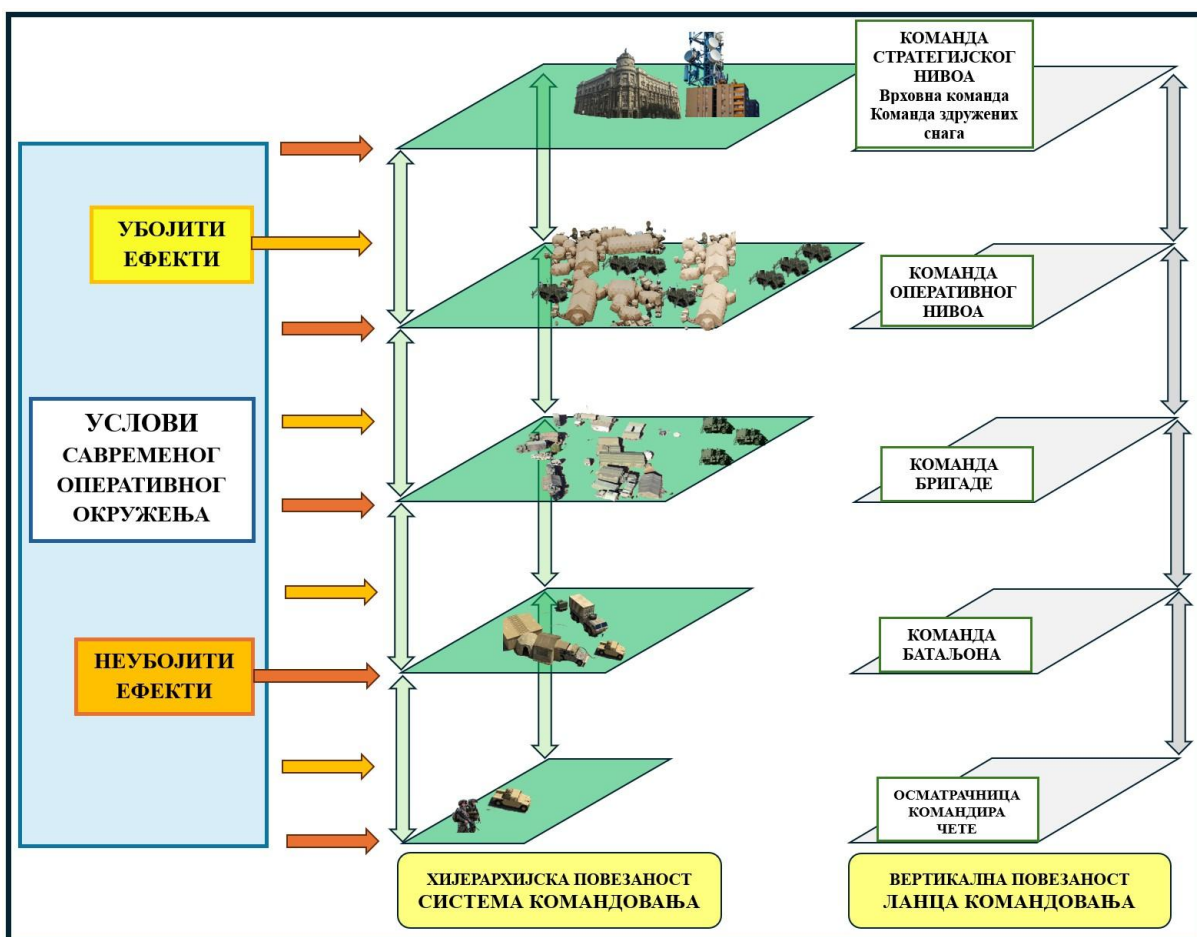 КОМАНДА
СТРАТЕГИЈСКОГ
НИВОА
Врховна команда
Команда здружених
снага
УБОЈИТИ
ЕФЕКТИ
КОМАНДА
ОПЕРАТИВНОГ
НИВОА
УСЛОВИ
САВРЕМЕНОГ
ОПЕРАТИВНОГ
ОКРУЖЕЊА
КОМАНДА
БРИГАДЕ
НЕУБОЈИТИ
ЕФЕКТИ
КОМАНДА
БАТАЉОНА
ОСМАТРАЧНИЦА
КОМАНДИРА
ЧЕТЕ
ХИЈЕРАРХИЈСКА ПОВЕЗАНОСТ
СИСТЕМА КОМАНДОВАЊА
ВЕРТИКАЛНА ПОВЕЗАНОСТ
ЛАНЦА КОМАНДОВАЊА